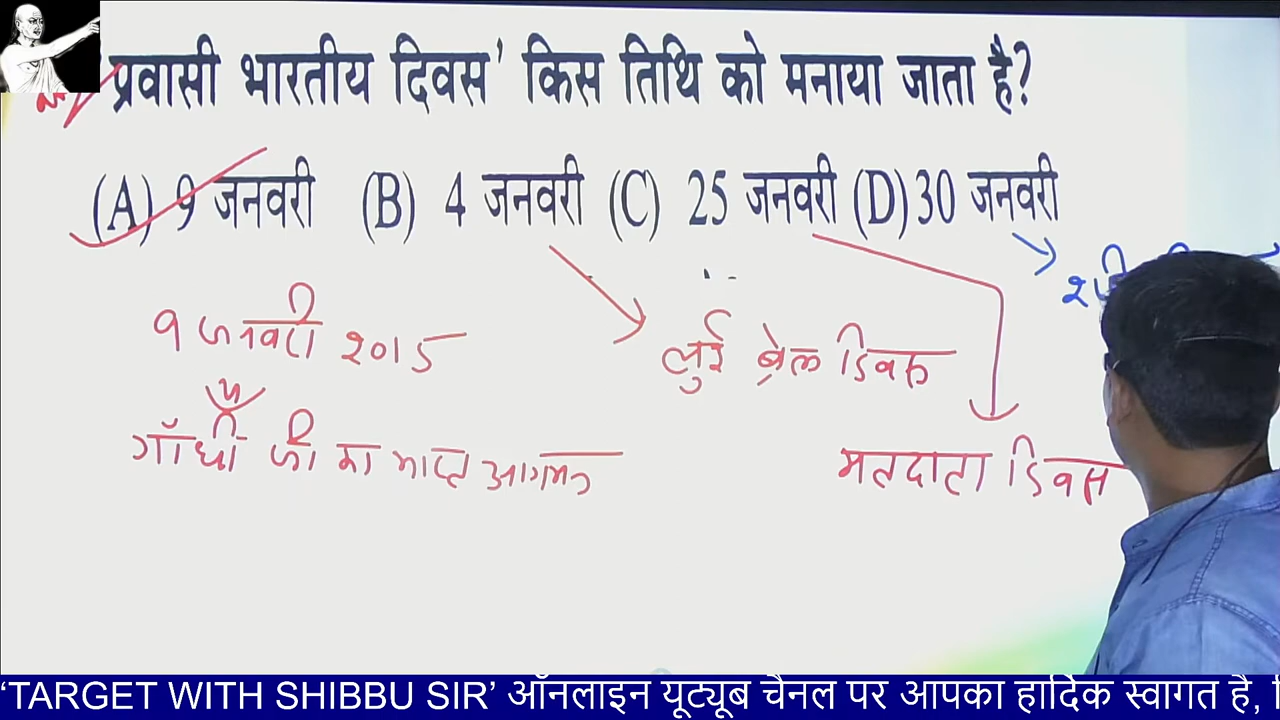 प्रवासी भारतीय दिवस' किस तिथि को मनाया जाता है?
(A) 9 जनवरी (B) 4 जनवरी (C) 25 जनवरी (D) 30 जनवरी
9 जनवरी 2015
लुई ब्रेल दिवस
गाँधी जी का भारत आगमन
मतदाता दिवस
'TARGET WITH SHIBBU SIR' ऑनलाइन यूट्यूब चैनल पर आपका हार्दिक स्वागत है,